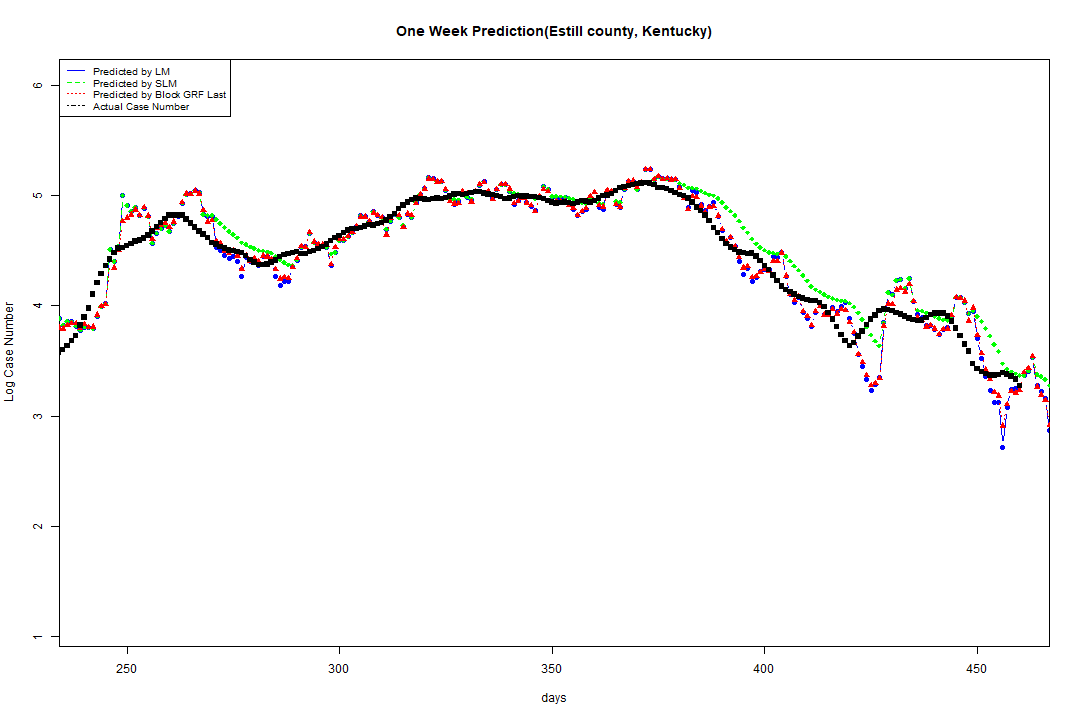 One Week Prediction(Estill county, Kentucky)
Predicted by LM
Predicted by SLM
Predicted by Block GRF Last
Actual Case Number
6
5
4
3
2
1
Log Case Number
250 300 350 400 450
days